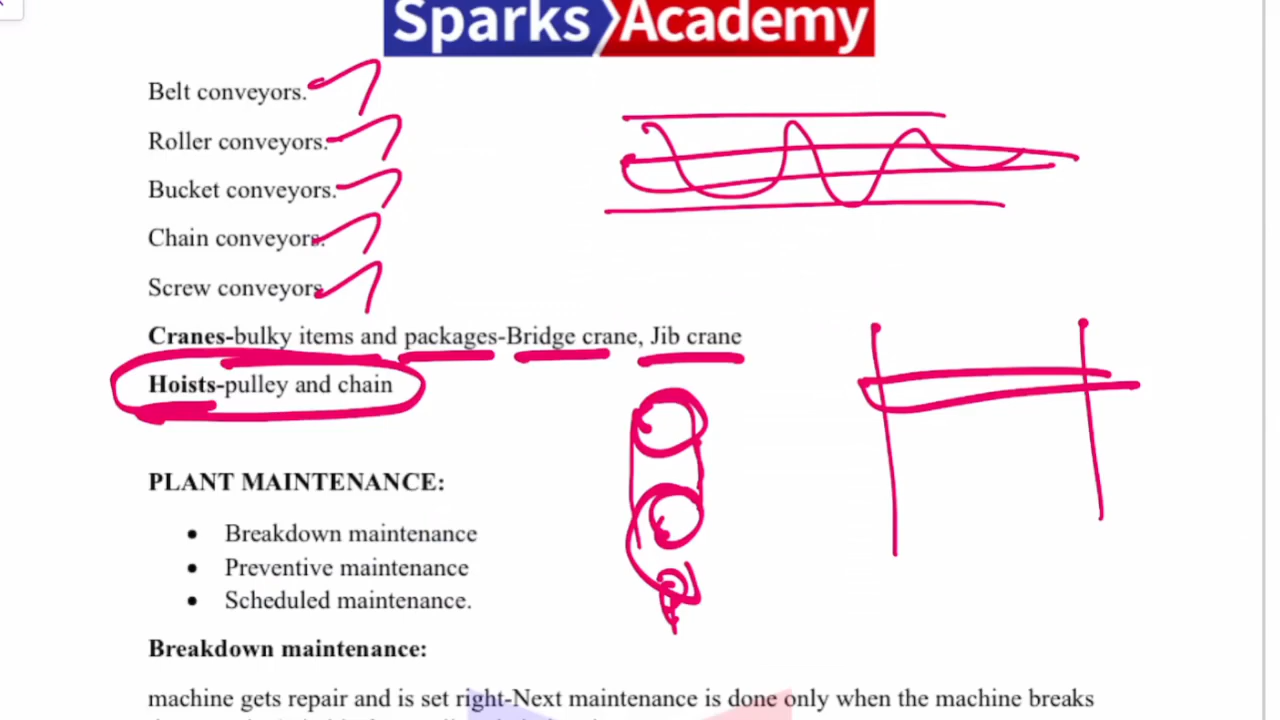 Sparks Academy
Belt conveyors.
Roller conveyors.
Bucket conveyors.
Chain conveyors.
Screw conveyors
Cranes-bulky items and packages-Bridge crane, Jib crane
Hoists-pulley and chain
PLANT MAINTENANCE:
• Breakdown maintenance
• Preventive maintenance
• Scheduled maintenance.
Breakdown maintenance:
machine gets repair and is set right-Next maintenance is done only when the machine breaks